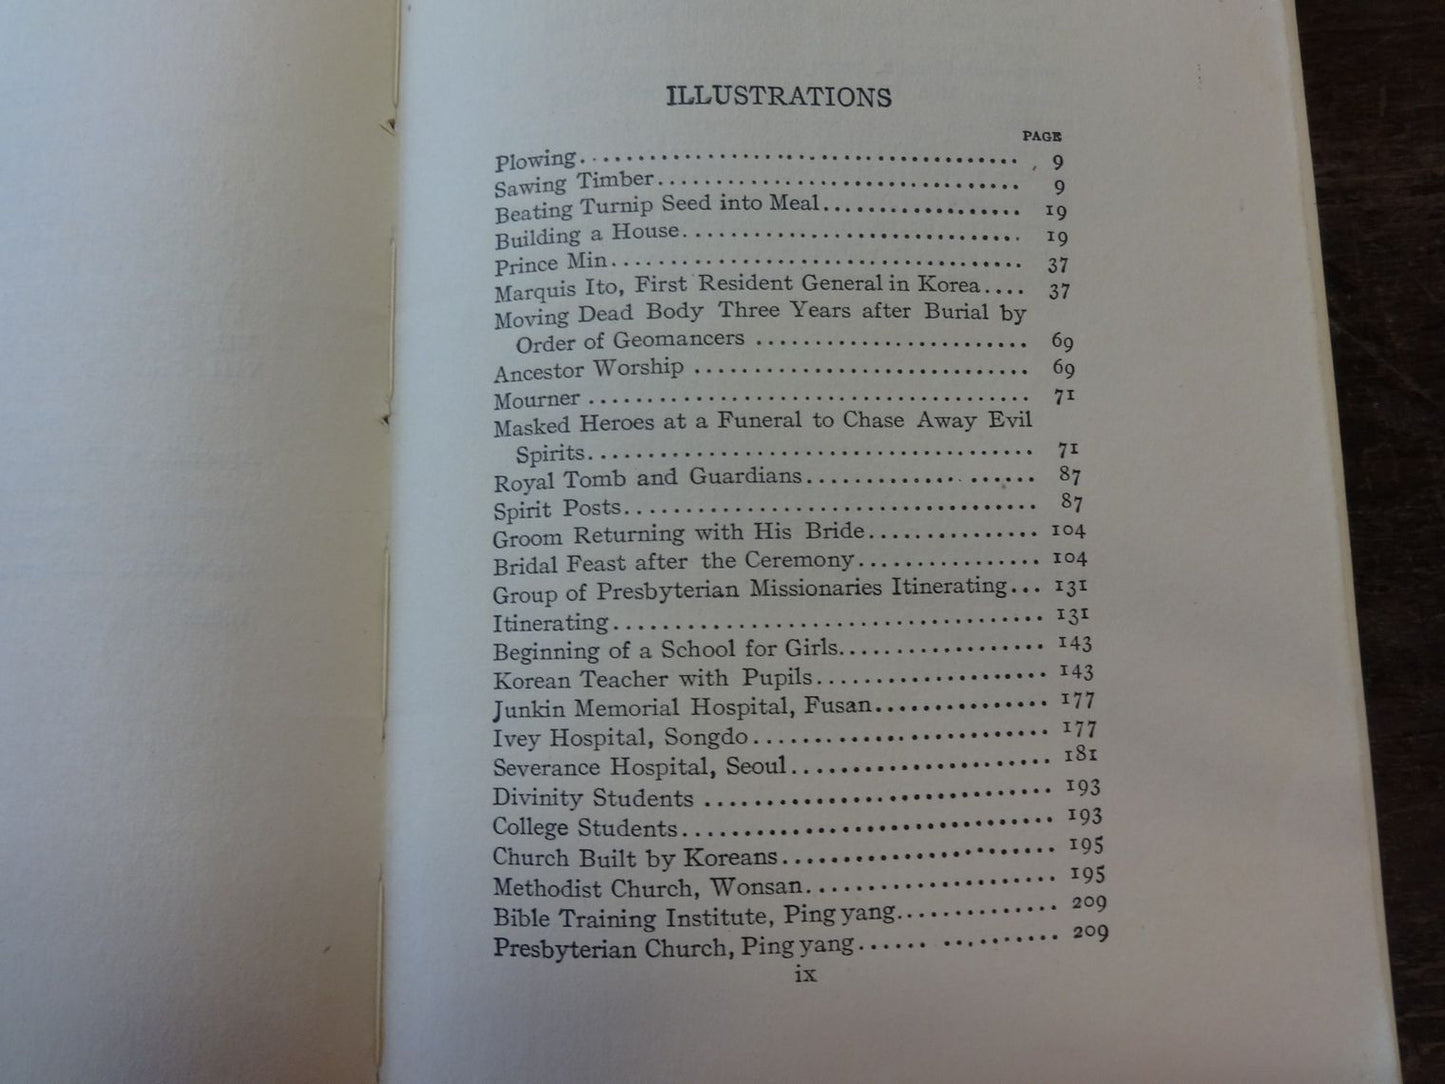 ILLUSTRATIONS
PAGE
Plowing........................................ 9
Sawing Timber................................. 9
Beating Turnip Seed into Meal.................. 19
Building a House.............................. 19
Prince Min.................................... 37
Marquis Ito, First Resident General in Korea.... 37
Moving Dead Body Three Years after Burial by
Order of Geomancers ........................ 69
Ancestor Worship ............................. 69
Mourner ...................................... 71
Masked Heroes at a Funeral to Chase Away Evil
Spirits...................................... 71
Royal Tomb and Guardians.................... 87
Spirit Posts................................... 87
Groom Returning with His Bride............... 104
Bridal Feast after the Ceremony................ 104
Group of Presbyterian Missionaries Itinerating... 131
Itinerating..................................... 131
Beginning of a School for Girls.................. 143
Korean Teacher with Pupils.................... 143
Junkin Memorial Hospital, Fusan............... 177
Ivey Hospital, Songdo.......................... 177
Severance Hospital, Seoul....................... 181
Divinity Students .............................. 193
College Students................................ 193
Church Built by Koreans........................ 195
Methodist Church, Wonsan...................... 195
Bible Training Institute, Pingyang.............. 209
Presbyterian Church, Pingyang................. 209
ix